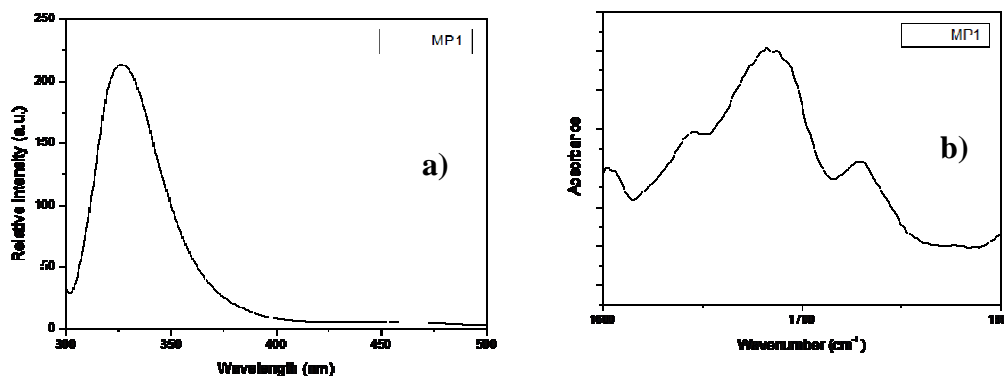 250
200
150
100
50
0
300
350
400
450
500
Relative Intensity (a.u.)
Wavelength (nm)
MP1
a)
Absorbance
1600
1700
Wavenumber (cm⁻¹)
MP1
b)